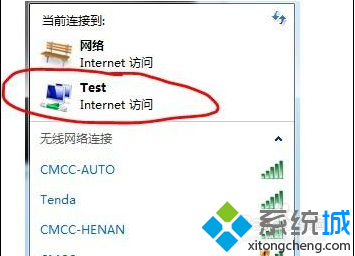 当前连接到:
网络
Internet 访问
Test
Internet 访问
无线网络连接
CMCC-AUTO
Tenda
CMCC-HENAN
系统城
xitongcheng.com